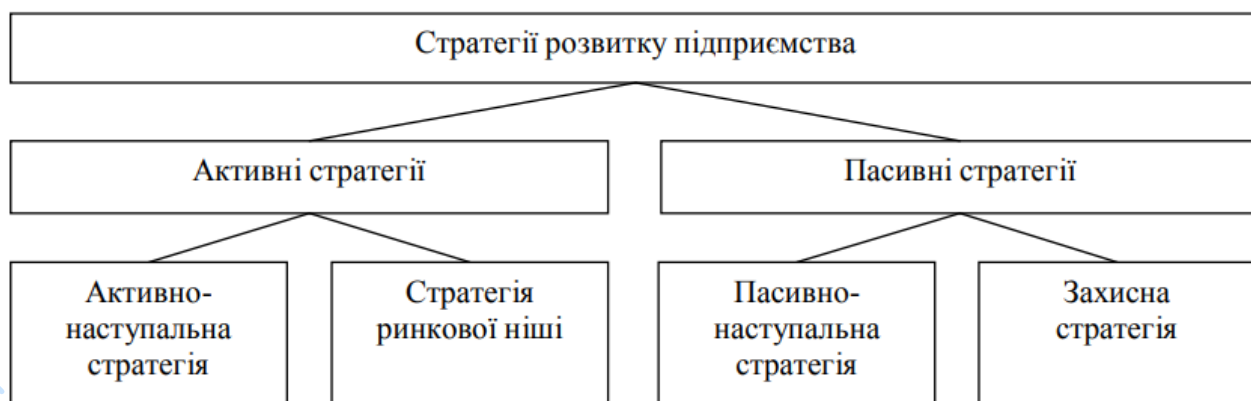 Стратегії розвитку підприємства
Активні стратегії
Пасивні стратегії
Активно-
наступальна
стратегія
Стратегія
ринкової ніші
Пасивно-
наступальна
стратегія
Захисна
стратегія